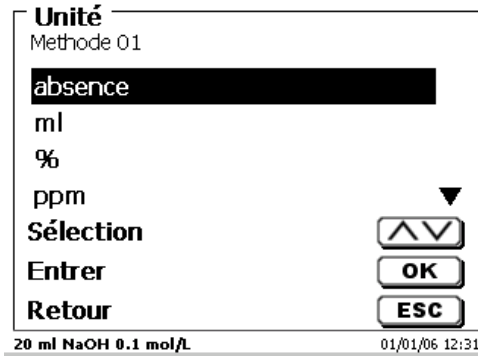 Unité
Methode 01
absence
ml
%
ppm
Sélection
Entrer OK
Retour ESC
20 ml NaOH 0.1 mol/L 01/01/06 12:31